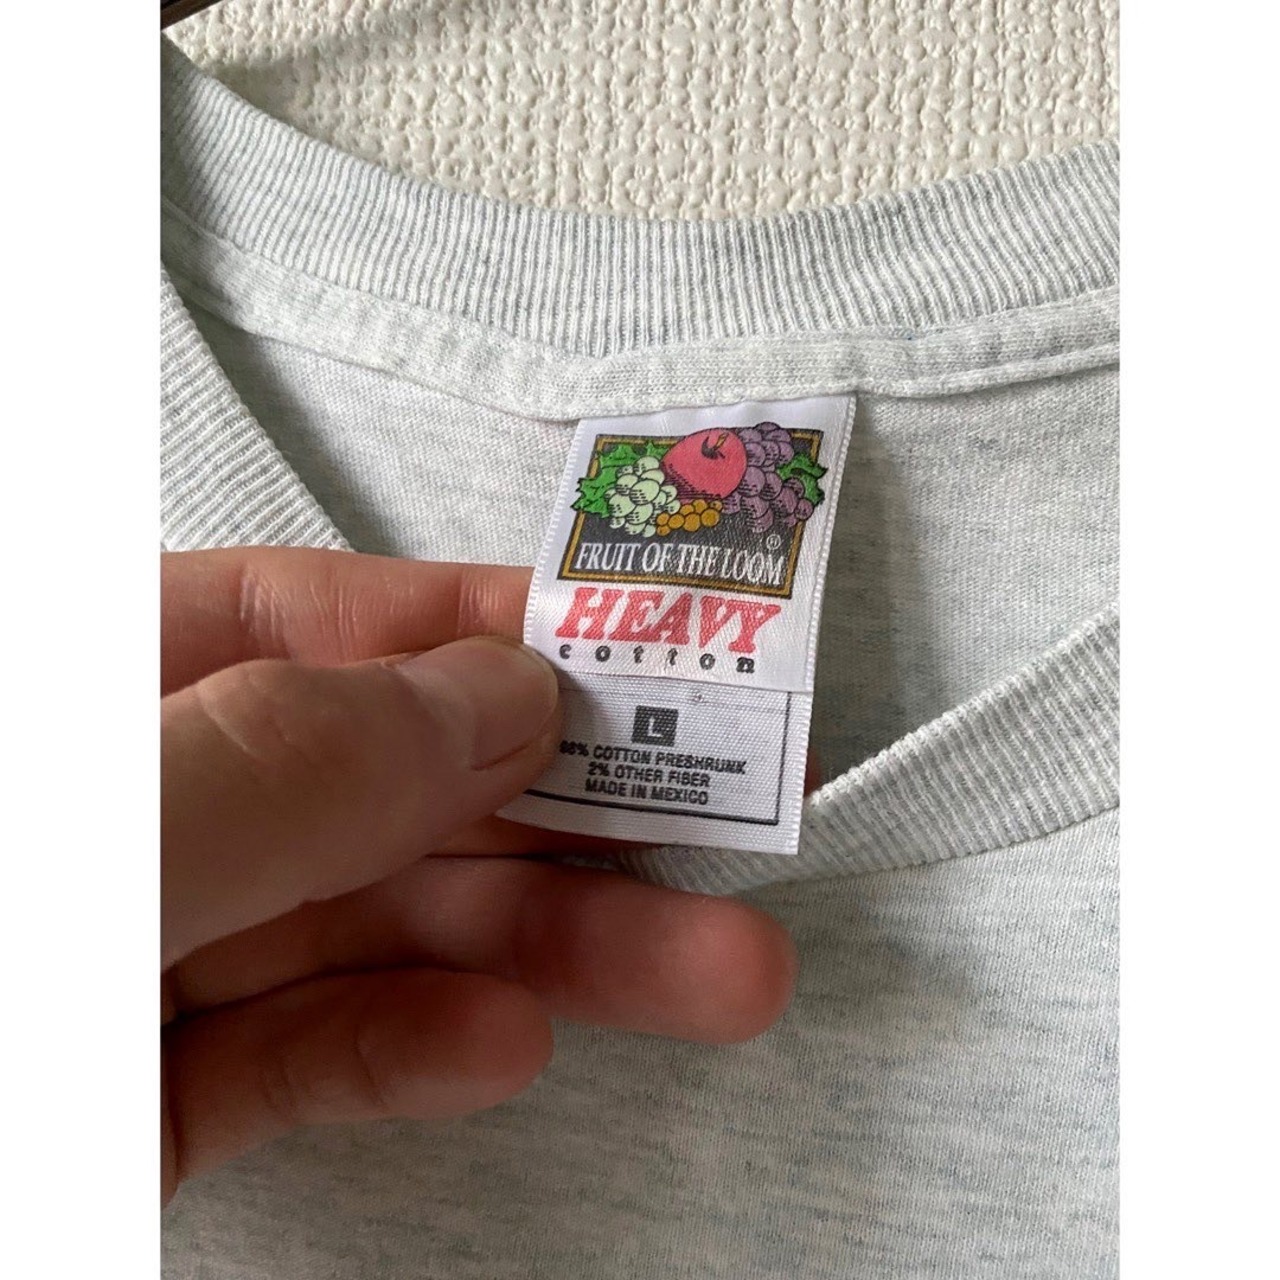 FRUIT OF THE LOOM®
HEAVY
cotton
L
98% COTTON PRESHRUNK
2% OTHER FIBER
MADE IN MEXICO